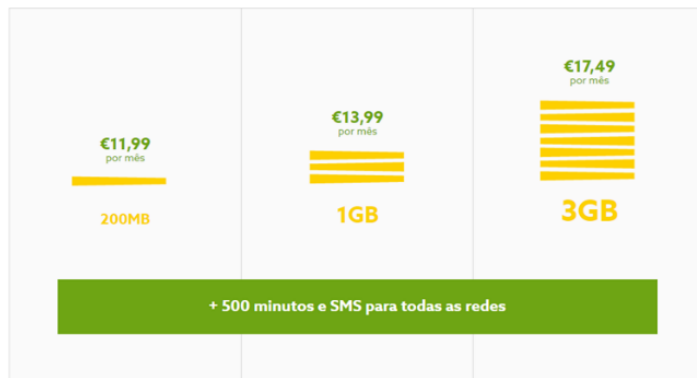 €11,99
por mês
200MB
€13,99
por mês
1GB
€17,49
por mês
3GB
+ 500 minutos e SMS para todas as redes